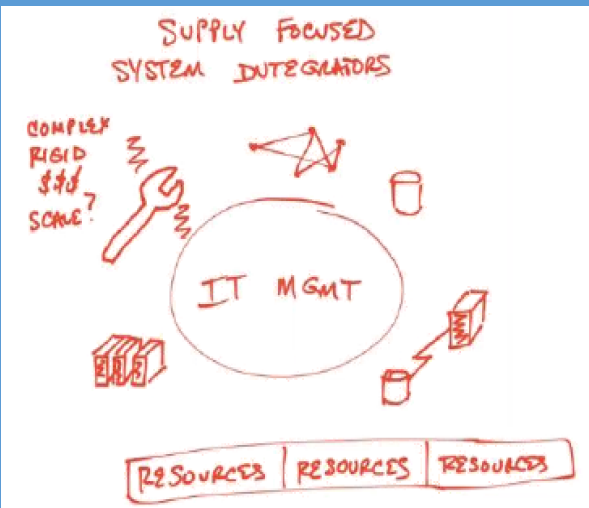 SUPPLY FOCUSED
SYSTEM INTEGRATORS
COMPLEX
RIGID
$$$
SCALE?
IT MGMT
RESOURCES RESOURCES RESOURCES